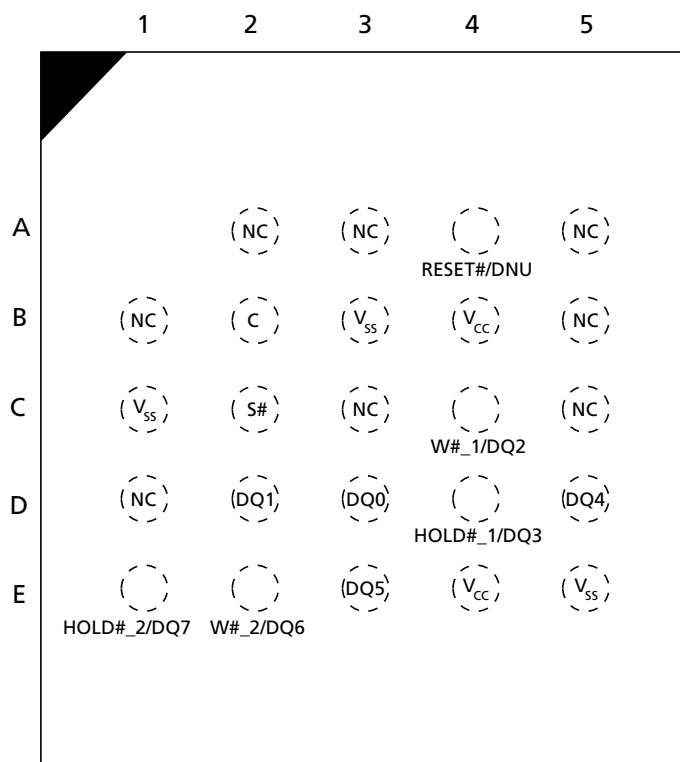 1 2 3 4 5
A NC NC NC
RESET#/DNU
B NC C VSS VCC NC
C VSS S# NC NC
W#_1/DQ2
D NC DQ1 DQ0 DQ4
HOLD#_1/DQ3
E DQ5 VCC VSS
HOLD#_2/DQ7 W#_2/DQ6